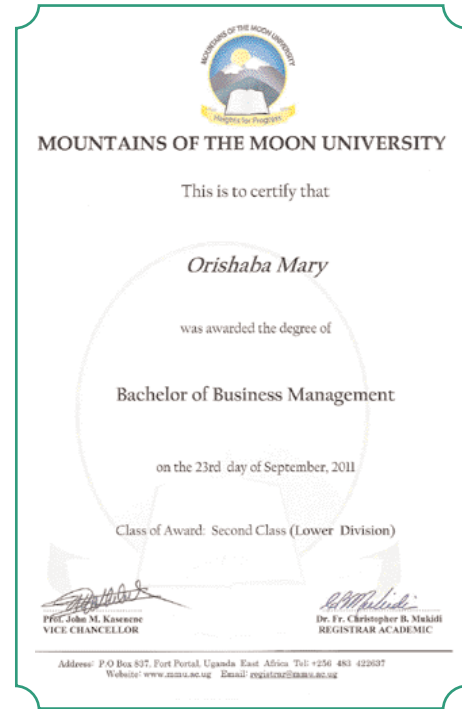 MOUNTAINS OF THE MOON UNIVERSITY
Heights for Progress
MOUNTAINS OF THE MOON UNIVERSITY
This is to certify that
Orishaba Mary
was awarded the degree of
Bachelor of Business Management
on the 23rd day of September, 2011
Class of Award: Second Class (Lower Division)
Prof. John M. Kasenene
VICE CHANCELLOR
Dr. Fr. Christopher B. Mukidi
REGISTRAR ACADEMIC
Address: P.O Box 837, Fort Portal, Uganda East Africa Tel: +256 483 422637
Website: www.mmu.ac.ug Email: registrar@mmu.ac.ug